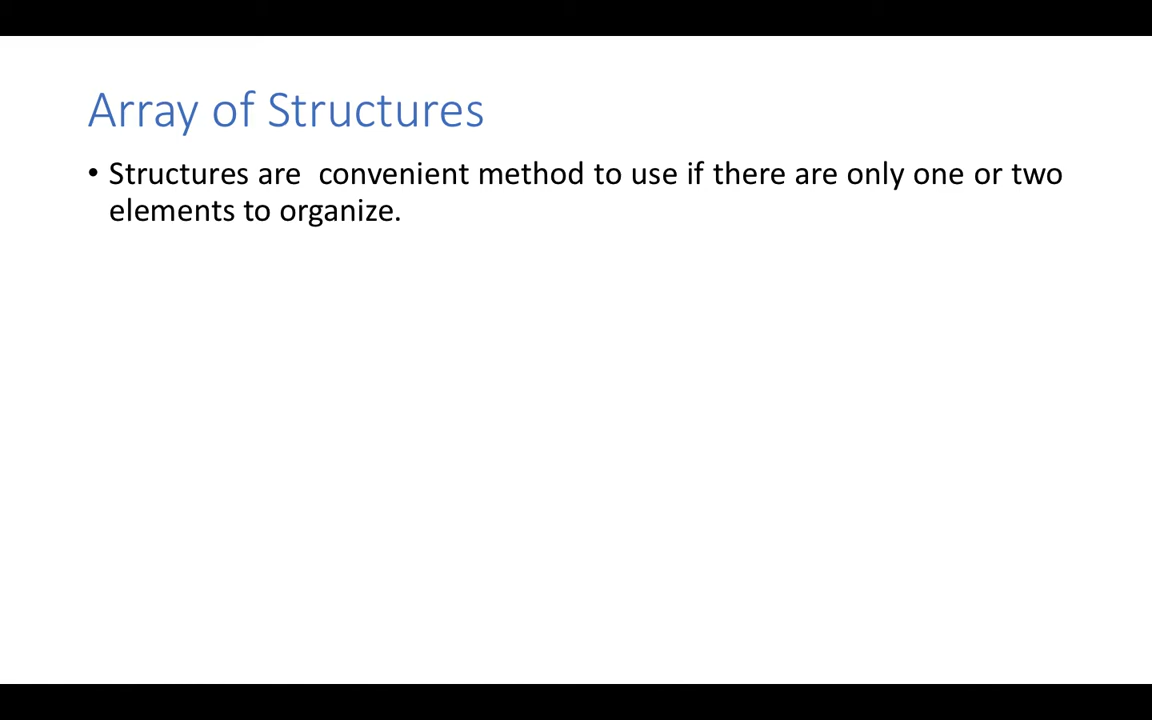 Array of Structures
• Structures are  convenient method to use if there are only one or two
elements to organize.